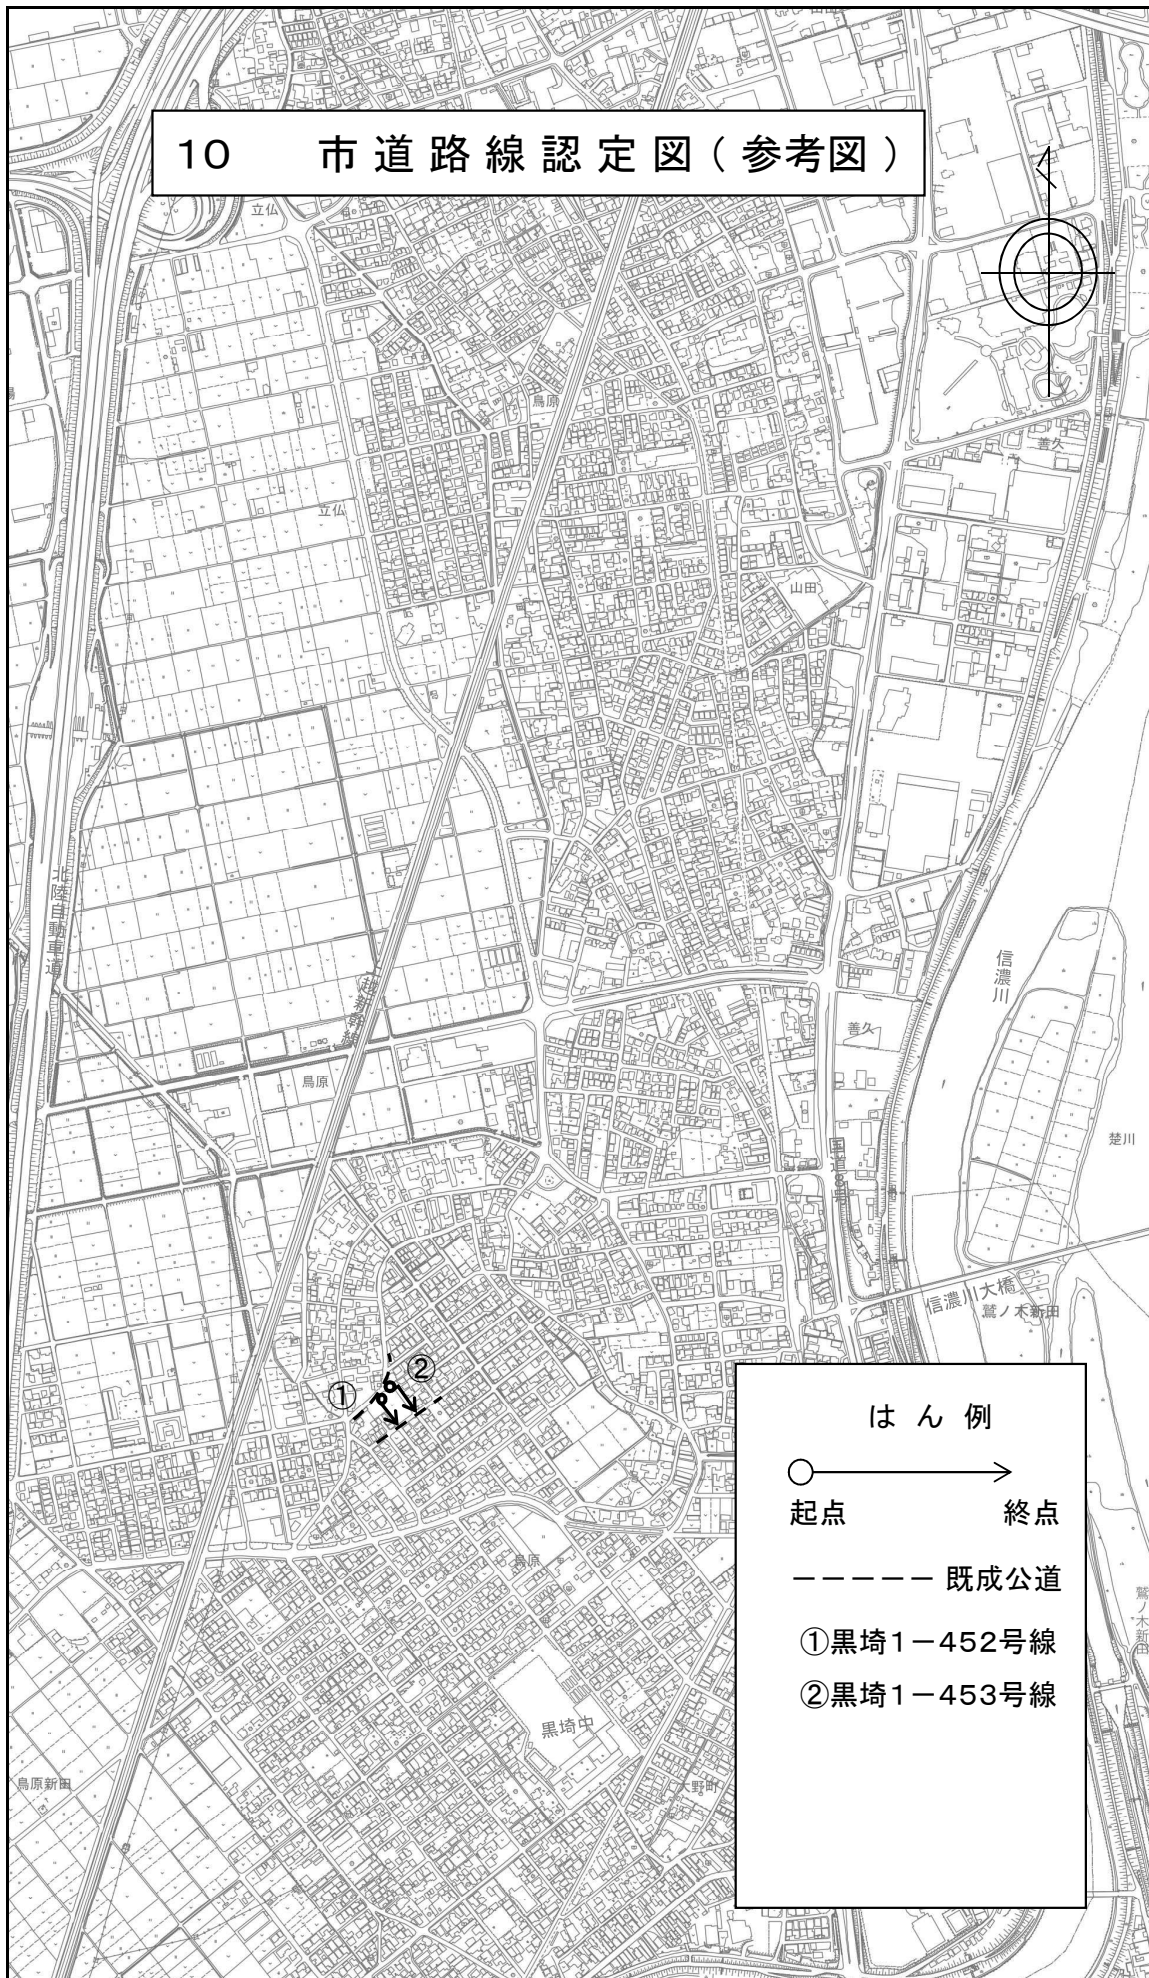 10 市道路線認定図(参考図)
立仏
鳥原
善久
立仏
山田
北陸自動車道
信濃川
善久
鳥原
楚川
信濃川大橋
鷲ノ木新田
①
②
鳥原
黒埼中
大野町
鳥原新田
鷲ノ木新田
はん例
起点 終点
既成公道
①黒埼1-452号線
②黒埼1-453号線